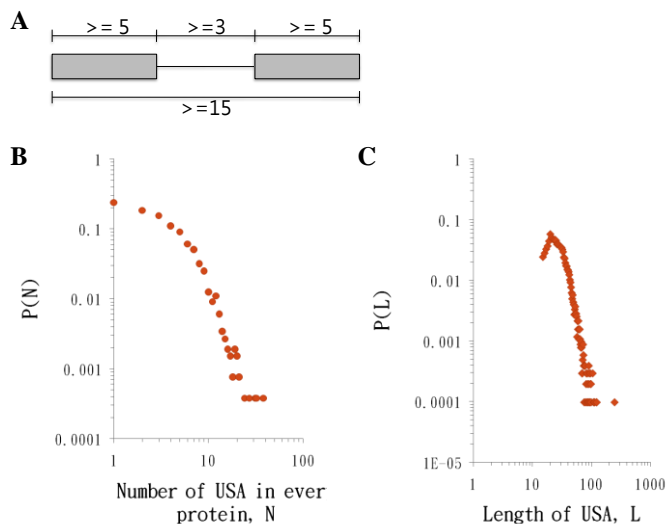 A
>=5 >=3 >=5
>=15
B
1
0.1
0.01
0.001
0.0001
P(N)
1 10 100
Number of USA in ever
protein, N
C
1
0.1
0.01
0.001
0.0001
1E-05
P(L)
1 10 100 1000
Length of USA, L